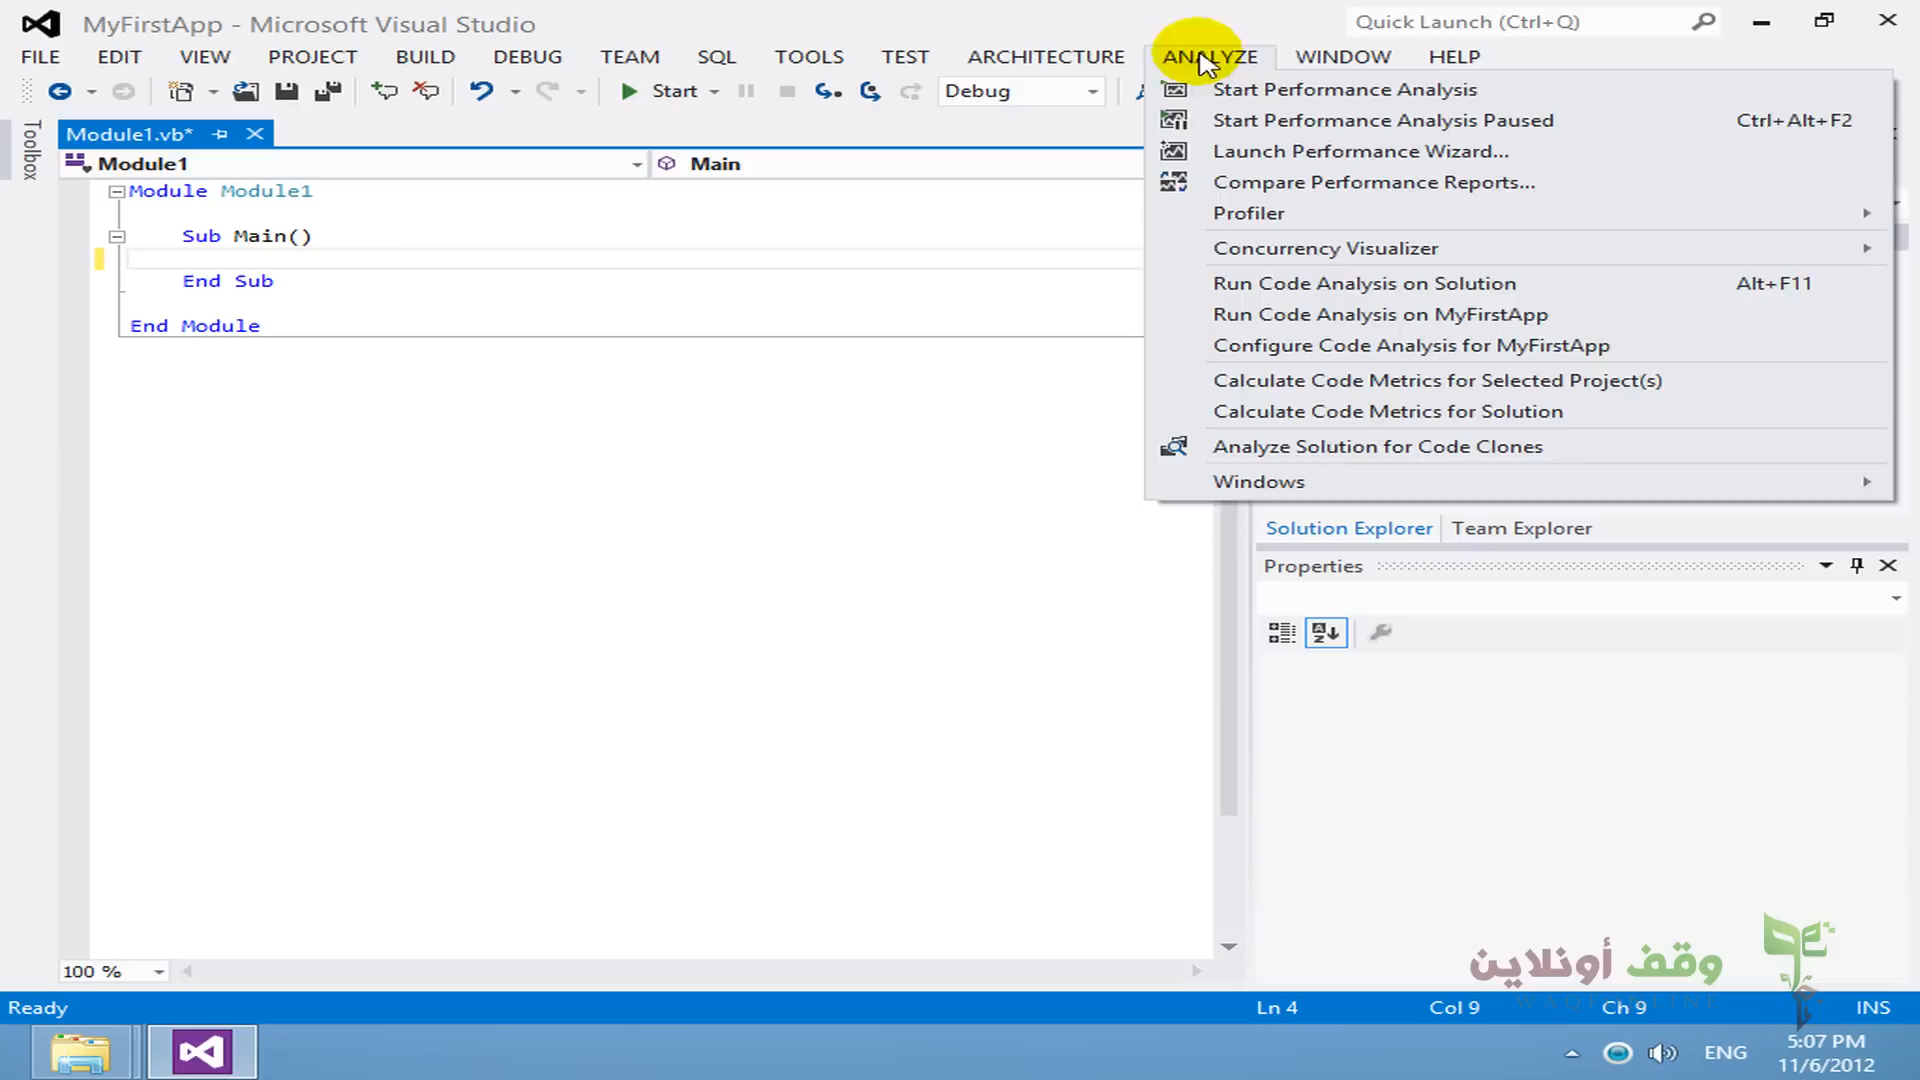 MyFirstApp - Microsoft Visual Studio
Quick Launch (Ctrl+Q)
FILE EDIT VIEW PROJECT BUILD DEBUG TEAM SQL TOOLS TEST ARCHITECTURE ANALYZE WINDOW HELP
Start Debug
Start Performance Analysis
Start Performance Analysis Paused Ctrl+Alt+F2
Launch Performance Wizard...
Compare Performance Reports...
Profiler
Concurrency Visualizer
Run Code Analysis on Solution Alt+F11
Run Code Analysis on MyFirstApp
Configure Code Analysis for MyFirstApp
Calculate Code Metrics for Selected Project(s)
Calculate Code Metrics for Solution
Analyze Solution for Code Clones
Windows
Toolbox
Module1.vb*
Module1 Main
Module Module1
Sub Main()
End Sub
End Module
Solution Explorer Team Explorer
Properties
وقف أونلاين
WAQFONLINE
100 %
Ready Ln 4 Col 9 Ch 9 INS
ENG
5:07 PM
11/6/2012